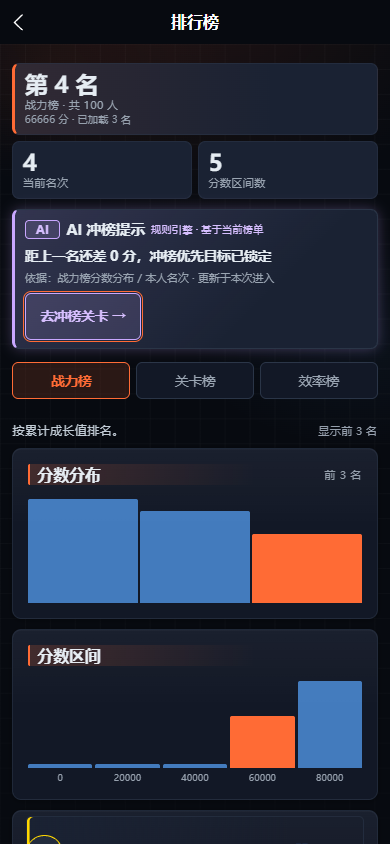 排行榜
第 4 名
战力榜 · 共 100 人
66666 分 · 已加载 3 名
4
当前名次
5
分数区间数
AI AI 冲榜提示 规则引擎 · 基于当前榜单
距上一名还差 0 分，冲榜优先目标已锁定
依据：战力榜分数分布 / 本人名次 · 更新于本次进入
去冲榜关卡 →
战力榜 关卡榜 效率榜
按累计成长值排名。 显示前 3 名
分数分布 前 3 名
分数区间
0 20000 40000 60000 80000